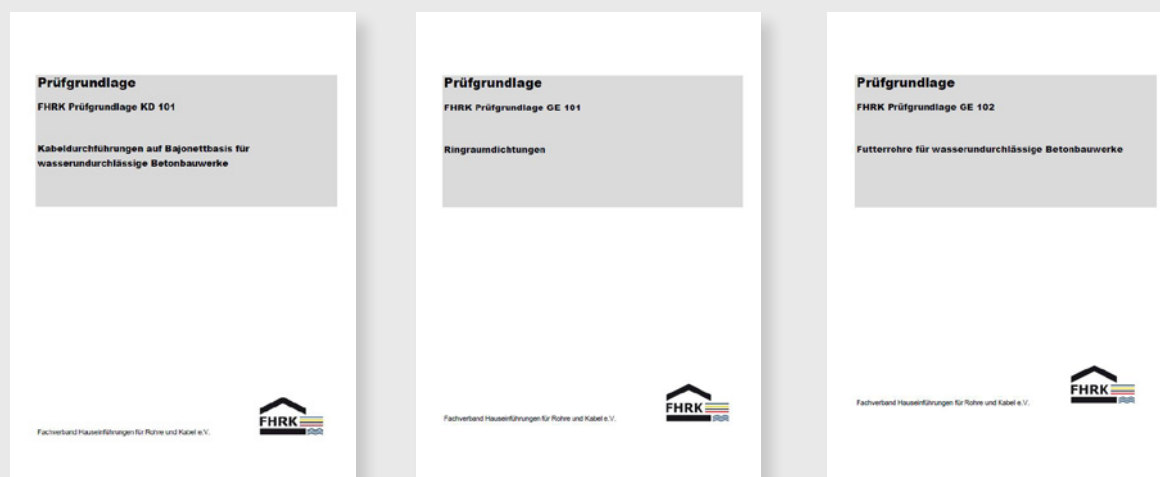 Prüfgrundlage
FHRK Prüfgrundlage KD 101
Kabeldurchführungen auf Bajonettbasis für
wasserundurchlässige Betonbauwerke
Fachverband Hauseinführungen für Rohre und Kabel e.V.
FHRK
Prüfgrundlage
FHRK Prüfgrundlage GE 101
Ringraumdichtungen
Fachverband Hauseinführungen für Rohre und Kabel e.V.
FHRK
Prüfgrundlage
FHRK Prüfgrundlage GE 102
Futterrohre für wasserundurchlässige Betonbauwerke
Fachverband Hauseinführungen für Rohre und Kabel e.V.
FHRK